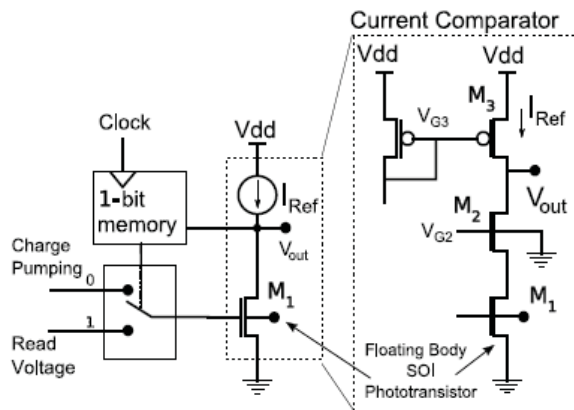 Current Comparator
Vdd
Vdd
M3
VG3
IRef
Clock
Vdd
1-bit
memory
IRef
Vout
Vout
M2
VG2
Charge
Pumping
0
1
Read
Voltage
M1
M1
Floating Body
SOI
Phototransistor